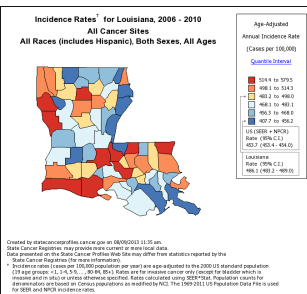 Incidence Rates† for Louisiana, 2006 - 2010
All Cancer Sites
All Races (includes Hispanic), Both Sexes, All Ages
Age-Adjusted
Annual Incidence Rate
(Cases per 100,000)
Quantile Interval
514.4 to 579.5
498.1 to 514.3
483.2 to 498.0
468.1 to 483.1
456.3 to 468.0
407.7 to 456.2
US (SEER + NPCR)
Rate (95% C.I.)
453.7 (453.4 - 454.0)
Louisiana
Rate (95% C.I.)
486.1 (483.2 - 489.0)
Created by statecancerprofiles.cancer.gov on 08/09/2013 11:35 am.
State Cancer Registries may provide more current or more local data.
Data presented on the State Cancer Profiles Web Site may differ from statistics reported by the
State Cancer Registries (for more information).
† Incidence rates (cases per 100,000 population per year) are age-adjusted to the 2000 US standard population
(19 age groups: <1, 1-4, 5-9, ... , 80-84, 85+). Rates are for invasive cancer only (except for bladder which is
invasive and in situ) or unless otherwise specified. Rates calculated using SEER*Stat. Population counts for
denominators are based on Census populations as modified by NCI. The 1969-2011 US Population Data File is used
for SEER and NPCR incidence rates.